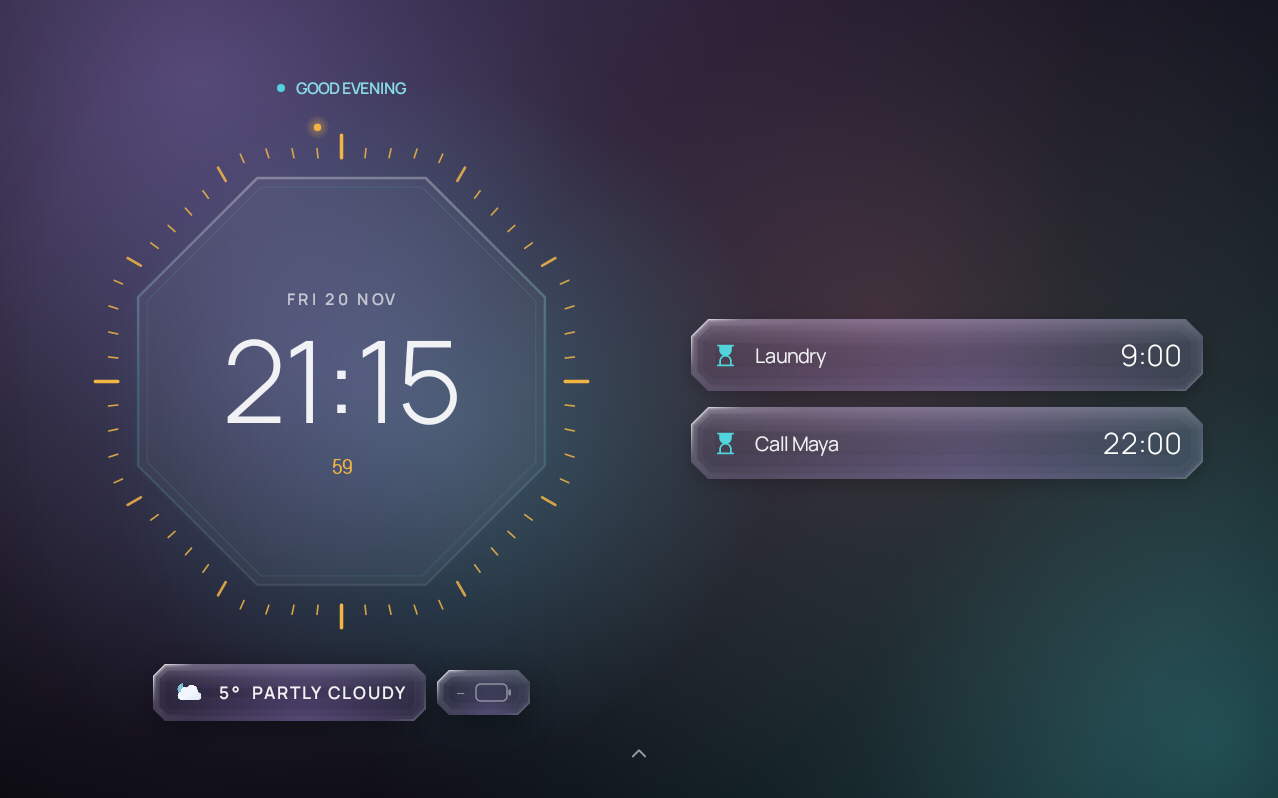 GOOD EVENING
FRI 20 NOV
21:15
59
Laundry 9:00
Call Maya 22:00
5° PARTLY CLOUDY
–